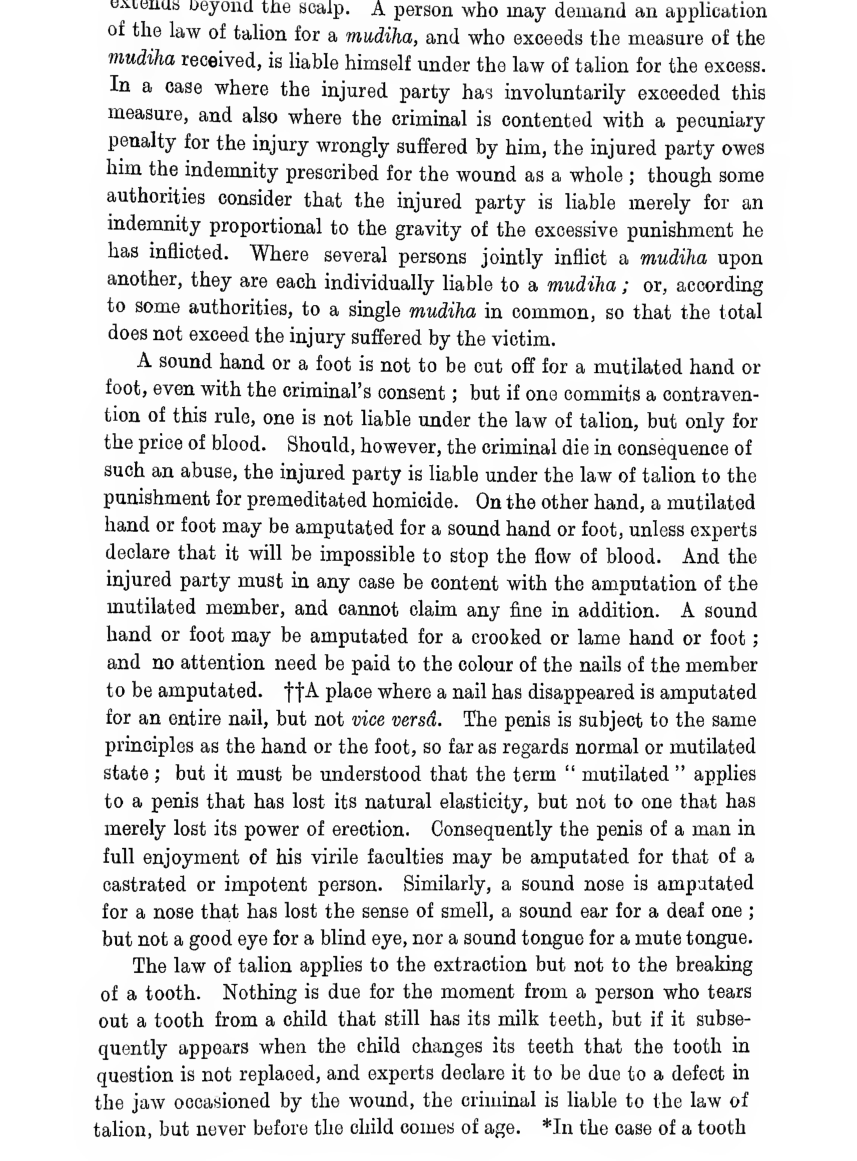 extends beyond the scalp. A person who may demand an application
of the law of talion for a mudiha, and who exceeds the measure of the
mudiha received, is liable himself under the law of talion for the excess.
In a case where the injured party has involuntarily exceeded this
measure, and also where the criminal is contented with a pecuniary
penalty for the injury wrongly suffered by him, the injured party owes
him the indemnity prescribed for the wound as a whole ; though some
authorities consider that the injured party is liable merely for an
indemnity proportional to the gravity of the excessive punishment he
has inflicted. Where several persons jointly inflict a mudiha upon
another, they are each individually liable to a mudiha ; or, according
to some authorities, to a single mudiha in common, so that the total
does not exceed the injury suffered by the victim.
A sound hand or a foot is not to be cut off for a mutilated hand or
foot, even with the criminal's consent ; but if one commits a contraven-
tion of this rule, one is not liable under the law of talion, but only for
the price of blood. Should, however, the criminal die in consequence of
such an abuse, the injured party is liable under the law of talion to the
punishment for premeditated homicide. On the other hand, a mutilated
hand or foot may be amputated for a sound hand or foot, unless experts
declare that it will be impossible to stop the flow of blood. And the
injured party must in any case be content with the amputation of the
mutilated member, and cannot claim any fine in addition. A sound
hand or foot may be amputated for a crooked or lame hand or foot ;
and no attention need be paid to the colour of the nails of the member
to be amputated. ††A place where a nail has disappeared is amputated
for an entire nail, but not vice versâ. The penis is subject to the same
principles as the hand or the foot, so far as regards normal or mutilated
state ; but it must be understood that the term “ mutilated ” applies
to a penis that has lost its natural elasticity, but not to one that has
merely lost its power of erection. Consequently the penis of a man in
full enjoyment of his virile faculties may be amputated for that of a
castrated or impotent person. Similarly, a sound nose is amputated
for a nose that has lost the sense of smell, a sound ear for a deaf one ;
but not a good eye for a blind eye, nor a sound tongue for a mute tongue.
The law of talion applies to the extraction but not to the breaking
of a tooth. Nothing is due for the moment from a person who tears
out a tooth from a child that still has its milk teeth, but if it subse-
quently appears when the child changes its teeth that the tooth in
question is not replaced, and experts declare it to be due to a defect in
the jaw occasioned by the wound, the criminal is liable to the law of
talion, but never before the child comes of age. *In the case of a tooth